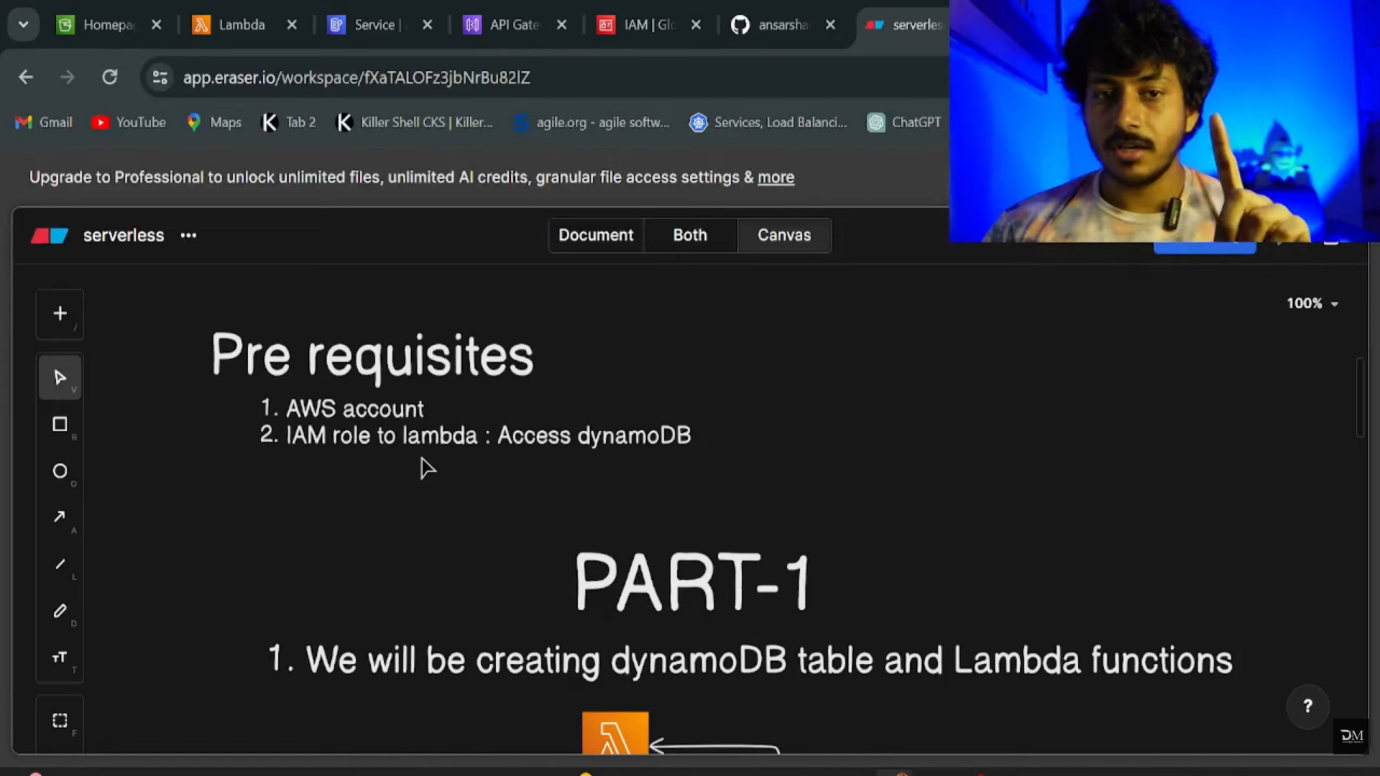 Homepa
Lambda
Service |
API Gate
IAM | Glo
ansarsha
serverles
app.eraser.io/workspace/fXaTALOFz3jbNrBu82lZ
Gmail
YouTube
Maps
Tab 2
Killer Shell CKS | Killer...
agile.org - agile softw...
Services, Load Balanci...
ChatGPT
Upgrade to Professional to unlock unlimited files, unlimited AI credits, granular file access settings & more
serverless
Document
Both
Canvas
100%
Pre requisites
1. AWS account
2. IAM role to lambda : Access dynamoDB
PART-1
1. We will be creating dynamoDB table and Lambda functions
/
V
R
O
A
L
D
T
F
?
DM